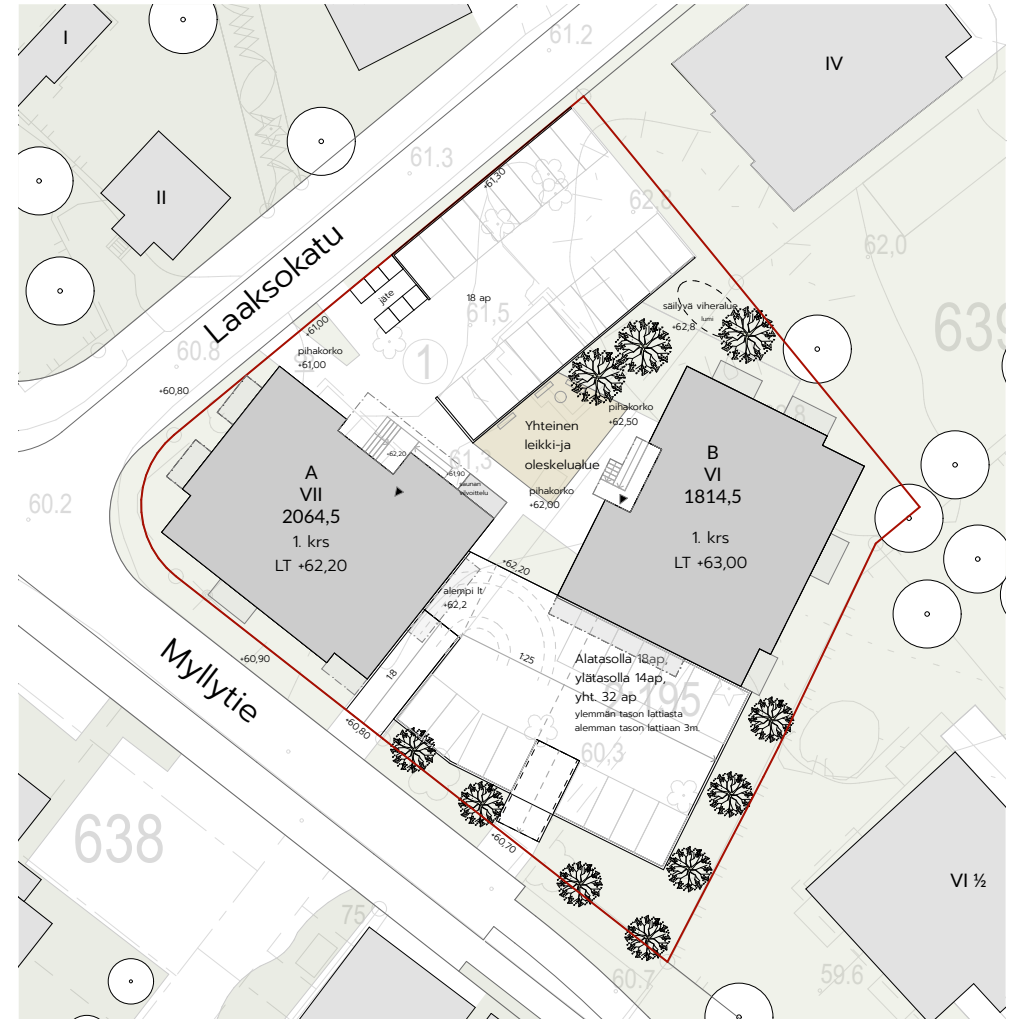 61.2
I
IV
61.3
+61,30
II
62.8
62,0
Laaksokatu
jäte
18 ap
säilyvä viheralue
lumi
61.5
+62,8
639
+61,00
60.8
pihakorko
+61,00
1
+60,80
pihakorko
+62,50
Yhteinen
leikki-ja
oleskelualue
+62,20
61,3
+61,90
A
VII
2064,5
1. krs
LT +62,20
B
VI
1814,5
1. krs
LT +63,00
60.2
pihakorko
+62,00
+62,20
alempi lt
+62,2
1:8
1:25
Alatasolla 18ap,
ylätasolla 14ap,
yht. 32 ap
ylemmän tason lattiasta
alemman tason lattiaan 3m
+60,90
Myllytie
+60,80
60,3
638
+60,70
VI ½
75
60.7
59.6